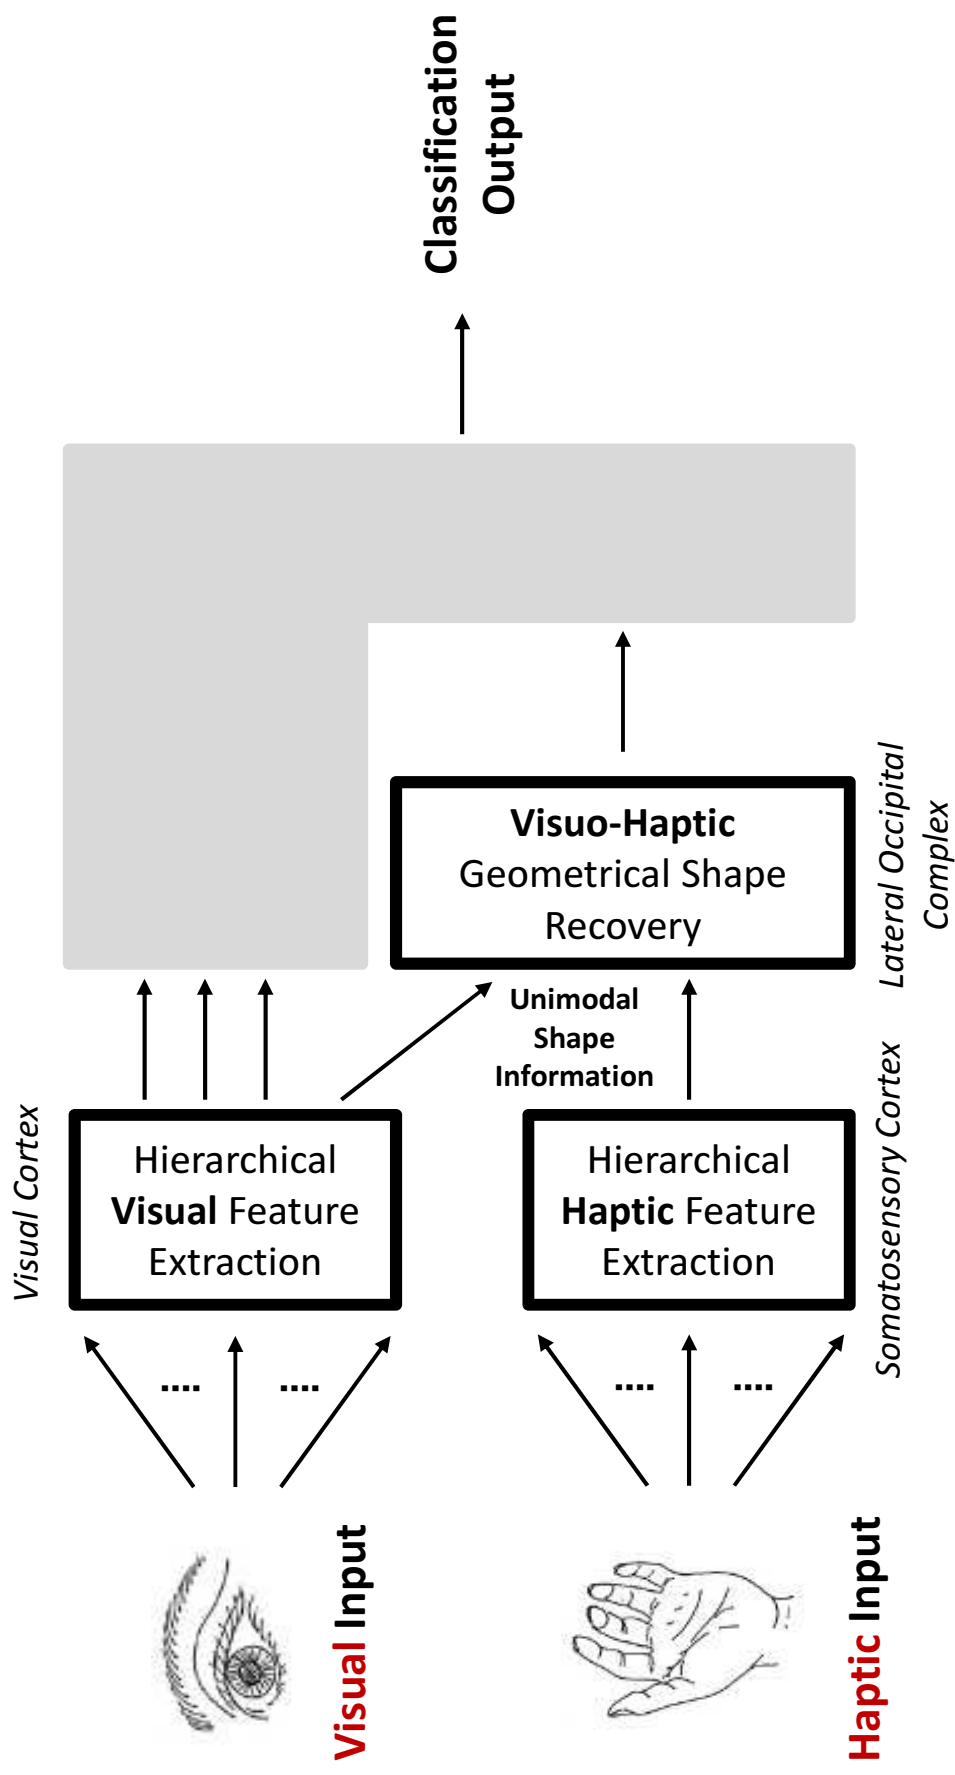 Classification
Output
Visuo-Haptic
Geometrical Shape
Recovery
Lateral Occipital
Complex
Unimodal
Shape
Information
Visual Cortex
Hierarchical
Visual Feature
Extraction
Hierarchical
Haptic Feature
Extraction
Somatosensory Cortex
....
....
....
....
Visual Input
Haptic Input